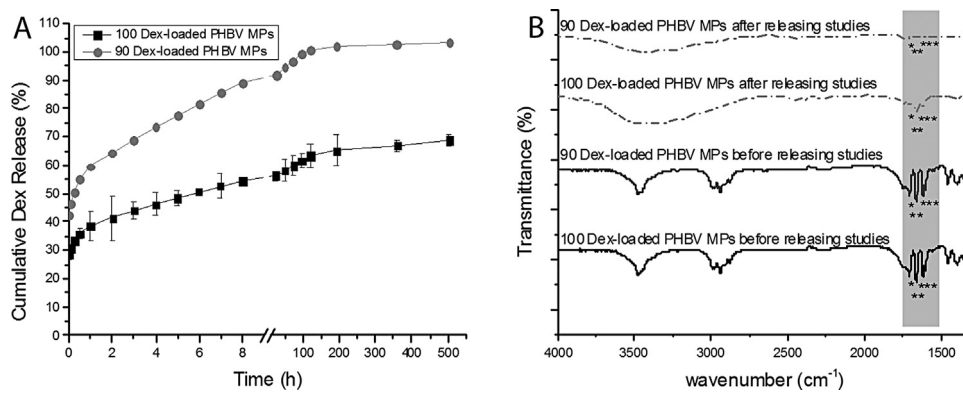 A
100 Dex-loaded PHBV MPs
90 Dex-loaded PHBV MPs
Cumulative Dex Release (%)
110
100
90
80
70
60
50
40
30
20
10
0
0 2 4 6 8 100 200 300 400 500
Time (h)
B
90 Dex-loaded PHBV MPs after releasing studies
* ** ***
100 Dex-loaded PHBV MPs after releasing studies
* ** ***
90 Dex-loaded PHBV MPs before releasing studies
* ** ***
100 Dex-loaded PHBV MPs before releasing studies
* ** ***
Transmittance (%)
4000 3500 3000 2500 2000 1500
wavenumber (cm⁻¹)